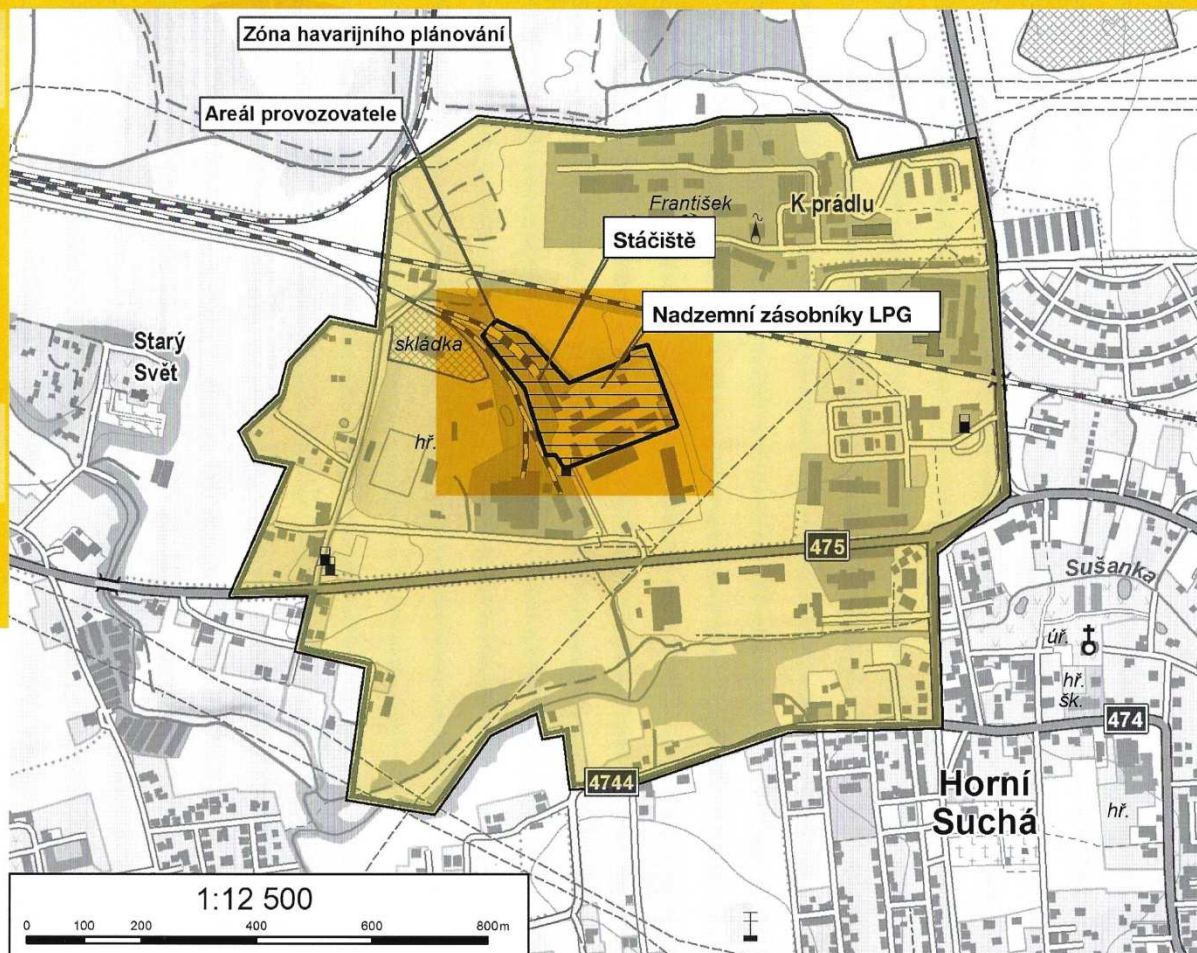 Zóna havarijního plánování
Areál provozovatele
František
K prádlu
Stáčiště
Nadzemní zásobníky LPG
Starý
Svět
skládka
hř.
475
Sušanka
úř.
hř.
šk.
474
4744
Horní
Suchá
hř.
1:12 500
0 100 200 400 600 800m